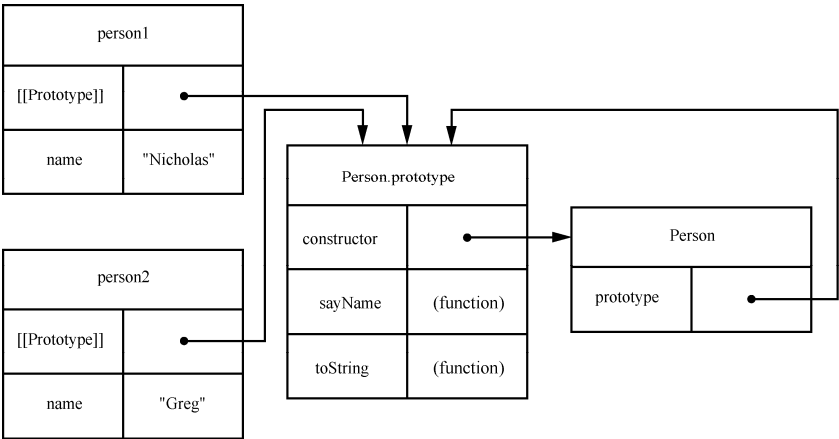 person1
[[Prototype]]
name "Nicholas"
person2
[[Prototype]]
name "Greg"
Person.prototype
constructor
sayName (function)
toString (function)
Person
prototype